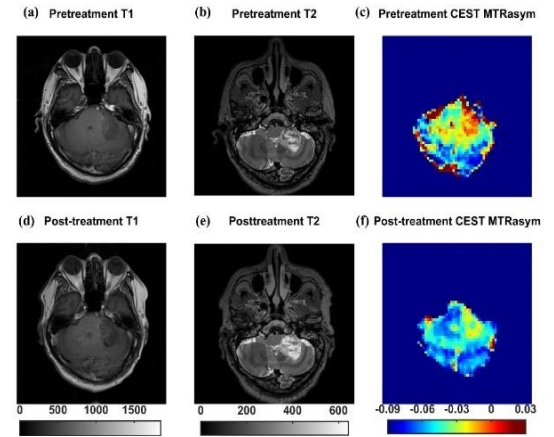 (a) Pretreatment T1
(b) Pretreatment T2
(c) Pretreatment CEST MTRasym
(d) Post-treatment T1
(e) Posttreatment T2
(f) Post-treatment CEST MTRasym
0 500 1000 1500
0 200 400 600
-0.09 -0.06 -0.03 0 0.03